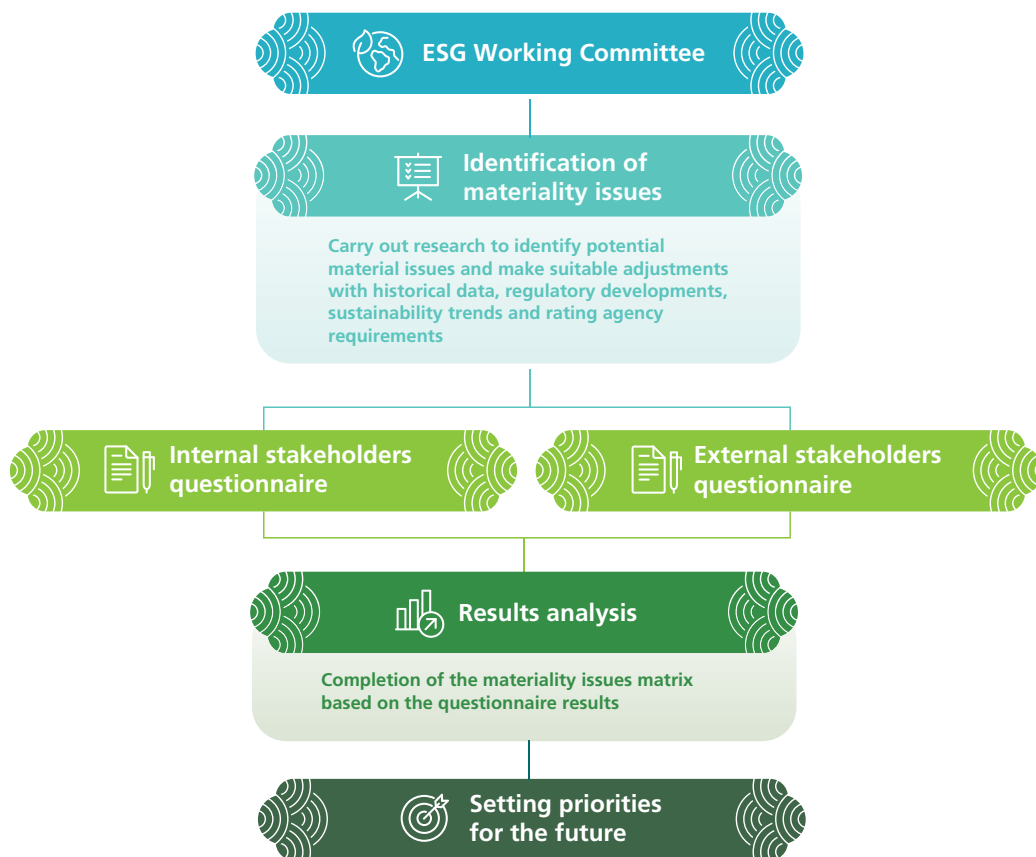 ESG Working Committee
Identification of
materiality issues
Carry out research to identify potential
material issues and make suitable adjustments
with historical data, regulatory developments,
sustainability trends and rating agency
requirements
Internal stakeholders
questionnaire
External stakeholders
questionnaire
Results analysis
Completion of the materiality issues matrix
based on the questionnaire results
Setting priorities
for the future